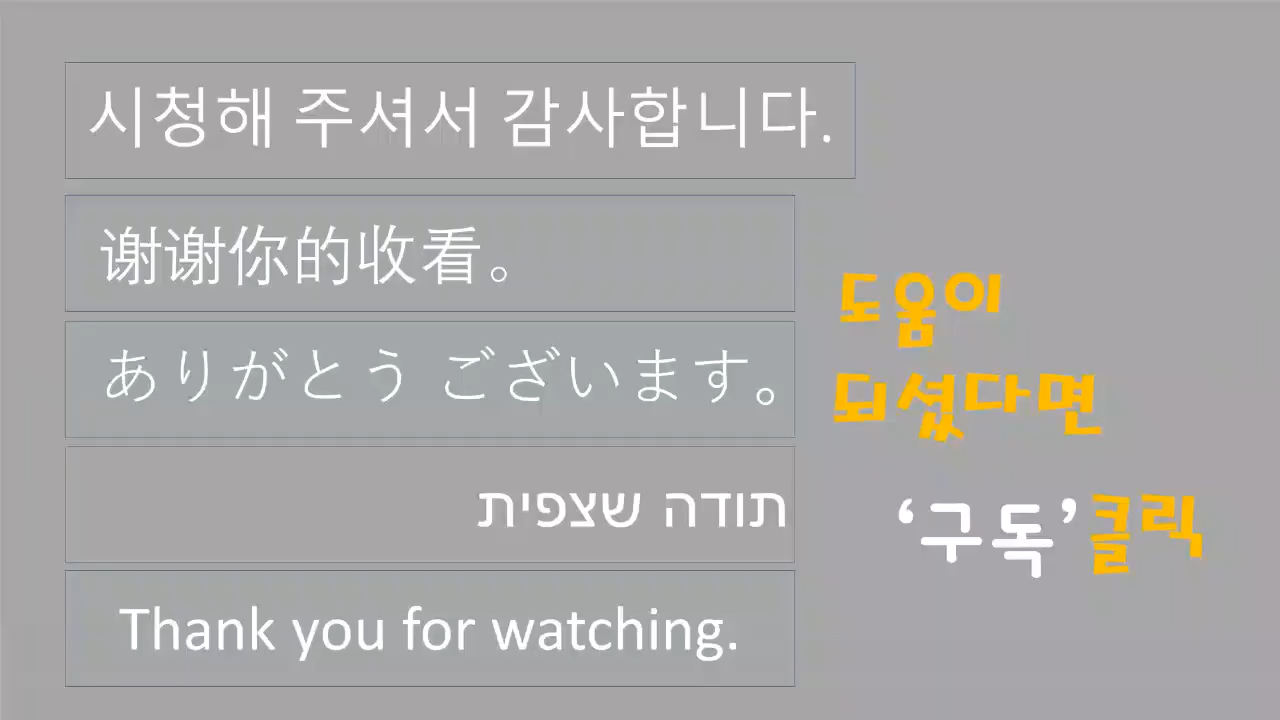 시청해 주셔서 감사합니다.
谢谢你的收看。
ありがとう ございます。
תודה שצפית
Thank you for watching.
도움이
되셨다면
‘구독’클릭